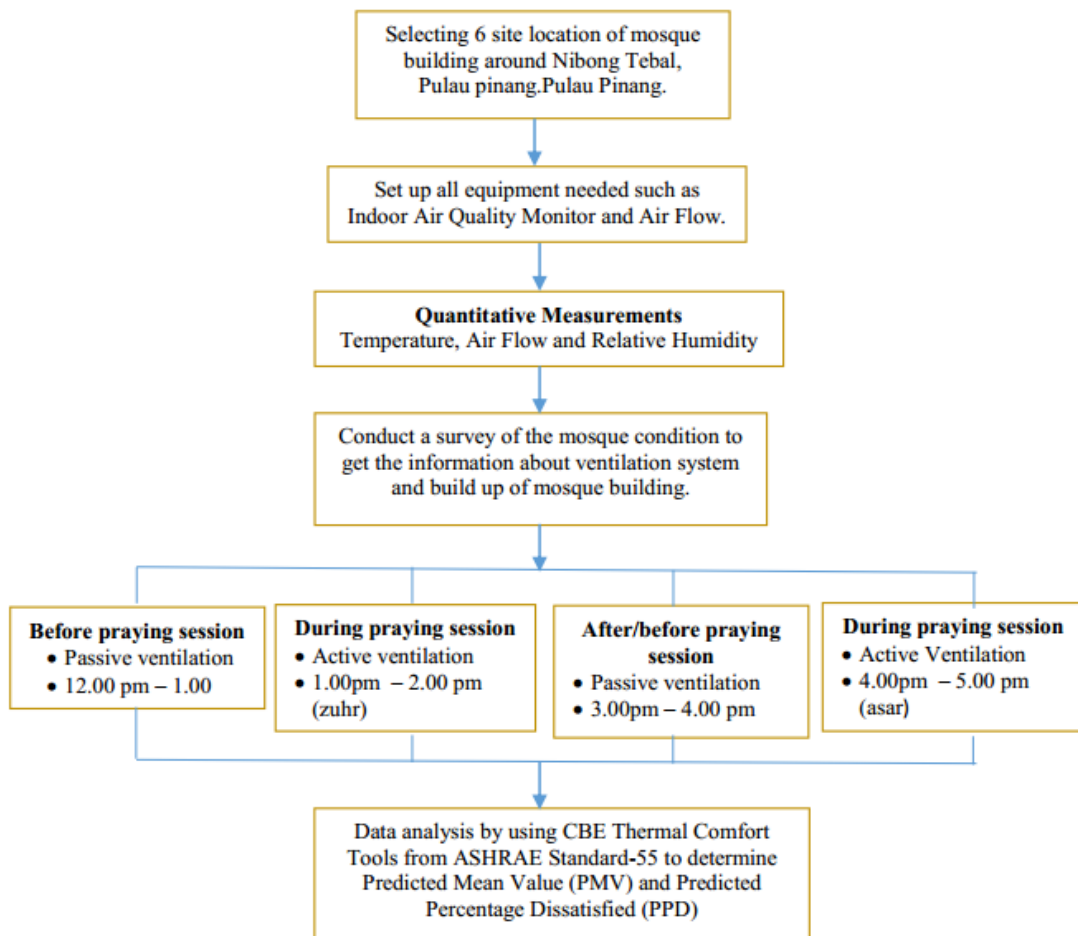 Selecting 6 site location of mosque
building around Nibong Tebal,
Pulau pinang.Pulau Pinang.
Set up all equipment needed such as
Indoor Air Quality Monitor and Air Flow.
Quantitative Measurements
Temperature, Air Flow and Relative Humidity
Conduct a survey of the mosque condition to
get the information about ventilation system
and build up of mosque building.
Before praying session
• Passive ventilation
• 12.00 pm – 1.00
During praying session
• Active ventilation
• 1.00pm – 2.00 pm
(zuhr)
After/before praying
session
• Passive ventilation
• 3.00pm – 4.00 pm
During praying session
• Active Ventilation
• 4.00pm – 5.00 pm
(asar)
Data analysis by using CBE Thermal Comfort
Tools from ASHRAE Standard-55 to determine
Predicted Mean Value (PMV) and Predicted
Percentage Dissatisfied (PPD)